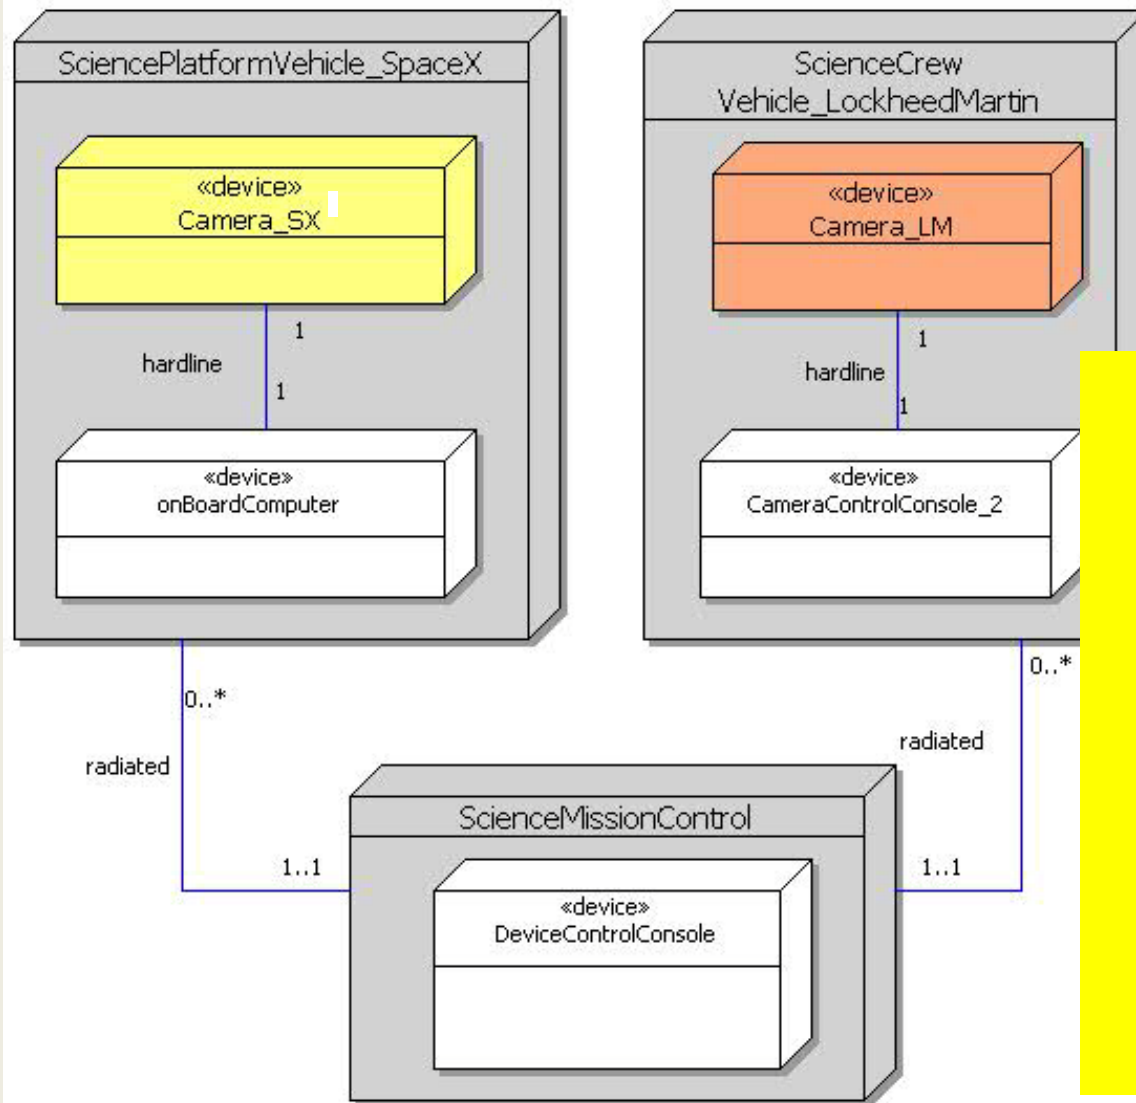 SciencePlatformVehicle_SpaceX
«device»
Camera_SX
1
hardline
1
«device»
onBoardComputer
ScienceCrew
Vehicle_LockheedMartin
«device»
Camera_LM
1
hardline
1
«device»
CameraControlConsole_2
0..*
radiated
1..1
0..*
radiated
1..1
ScienceMissionControl
«device»
DeviceControlConsole